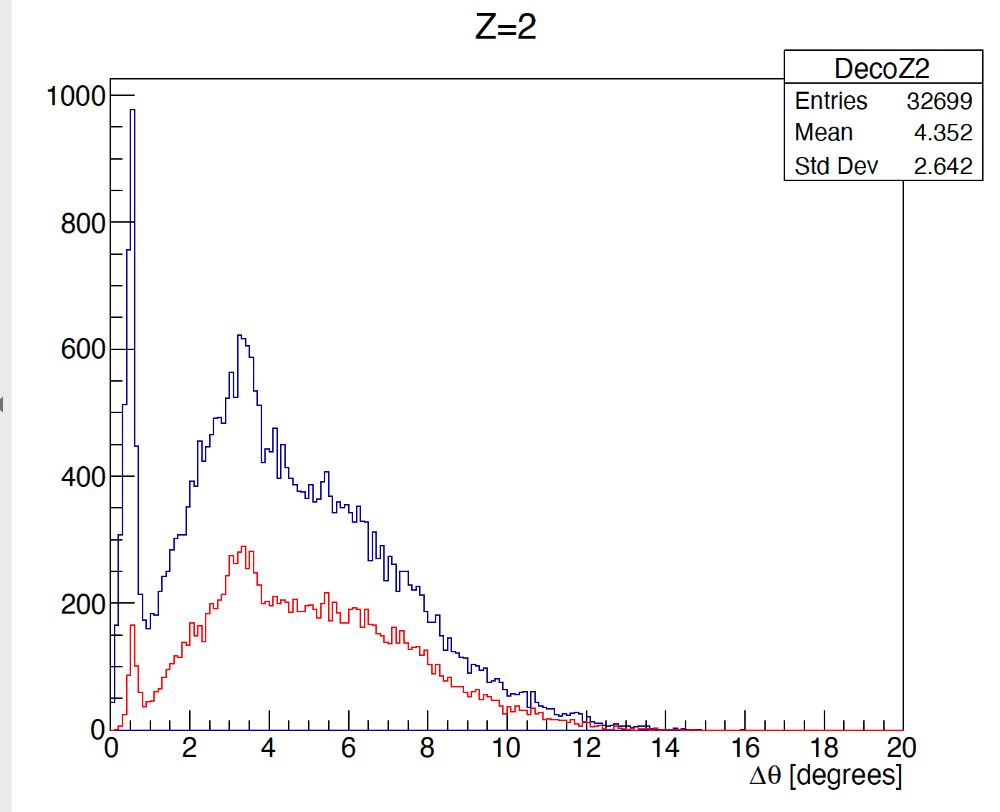 Z=2
DecoZ2
Entries 32699
Mean 4.352
Std Dev 2.642
1000
800
600
400
200
0
0 2 4 6 8 10 12 14 16 18 20
Δθ [degrees]